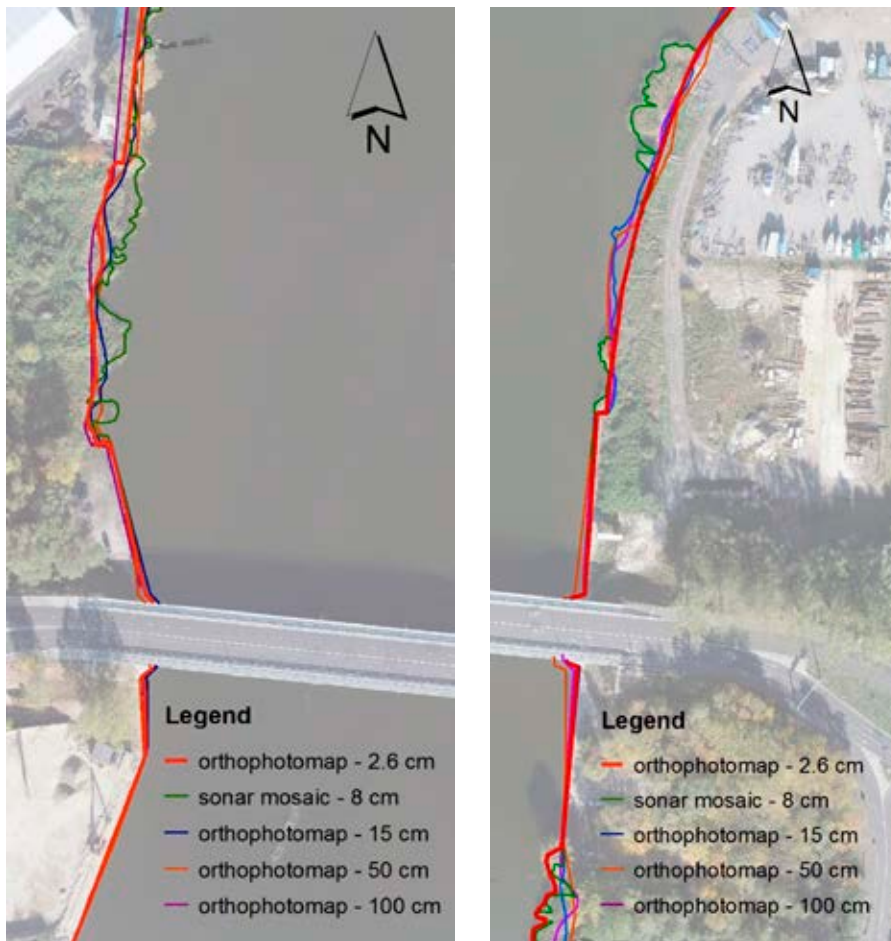 N
Legend
orthophotomap - 2.6 cm
sonar mosaic - 8 cm
orthophotomap - 15 cm
orthophotomap - 50 cm
orthophotomap - 100 cm
N
Legend
orthophotomap - 2.6 cm
sonar mosaic - 8 cm
orthophotomap - 15 cm
orthophotomap - 50 cm
orthophotomap - 100 cm